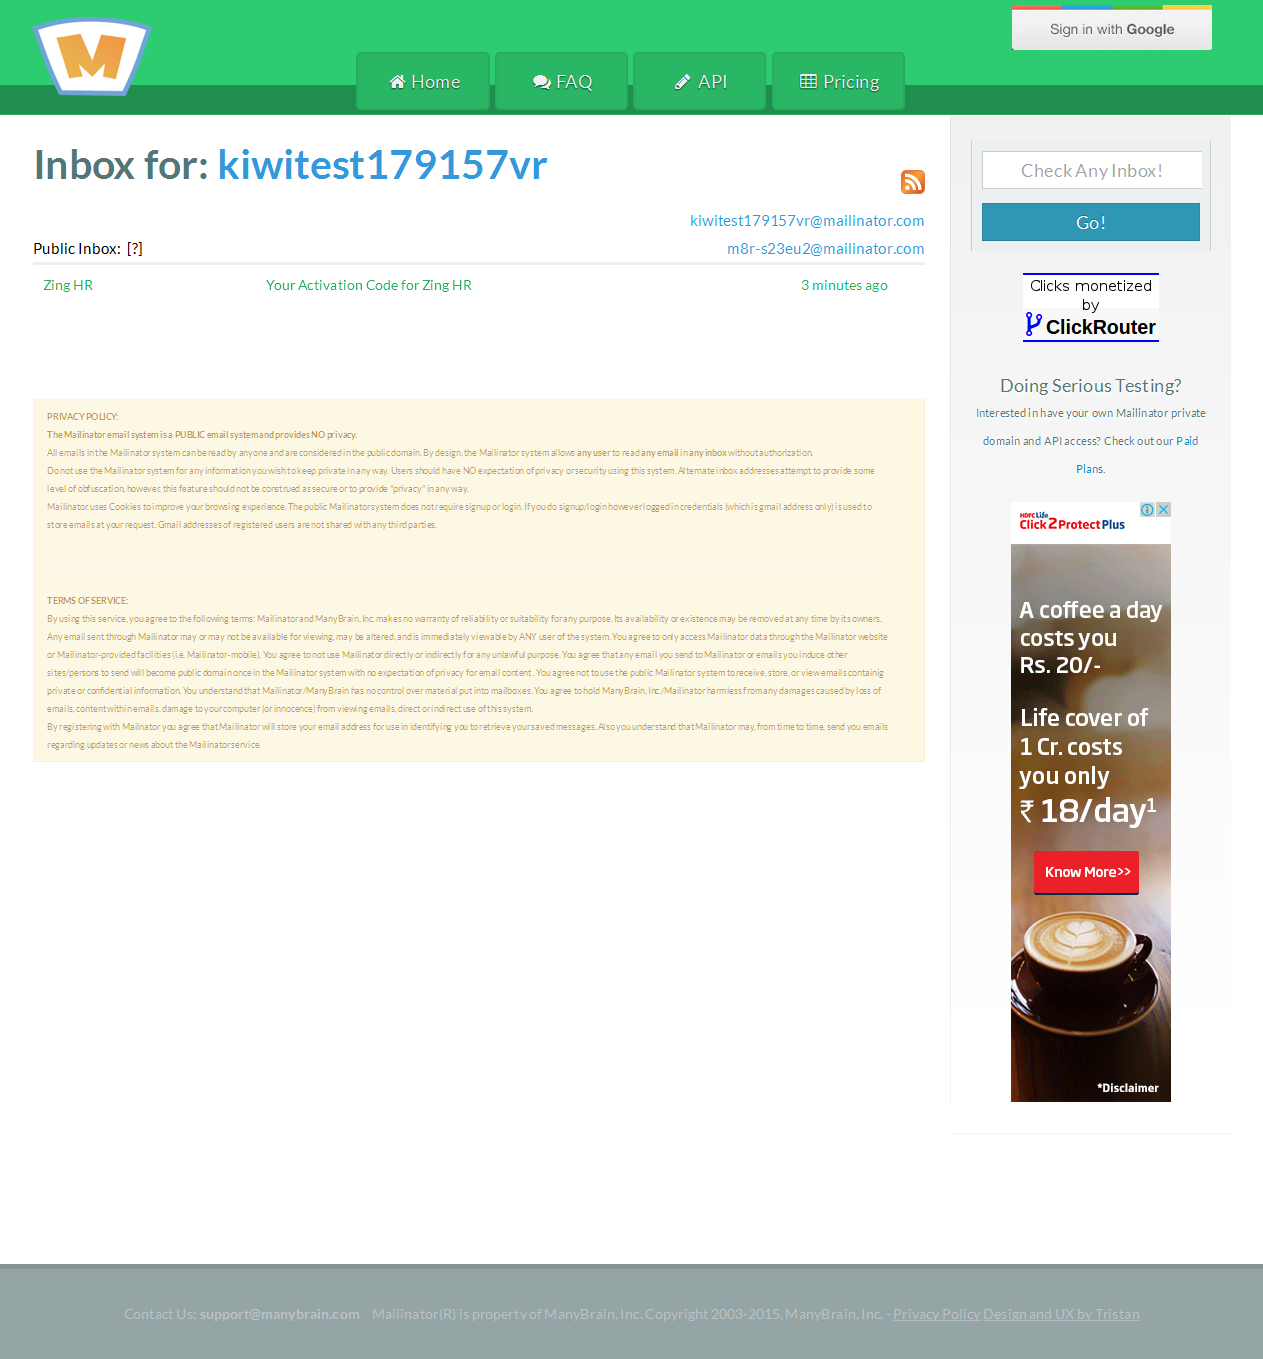 M
Sign in with Google
Home
FAQ
API
Pricing
Inbox for: kiwitest179157vr
kiwitest179157vr@mailinator.com
Public Inbox: [?]
m8r-s23eu2@mailinator.com
Zing HR
Your Activation Code for Zing HR
3 minutes ago
PRIVACY POLICY:
The Mailinator email system is a PUBLIC email system and provides NO privacy.
All emails in the Mailinator system can be read by anyone and are considered in the public domain. By design, the Mailinator system allows any user to read any email in any inbox without authorization.
Do not use the Mailinator system for any information you wish to keep private in any way. Users should have NO expectation of privacy or security using this system. Alternate inbox addresses attempt to provide some
level of obfuscation, however, this feature should not be construed as secure or to provide "privacy" in any way.
Mailinator uses Cookies to improve your browsing experience. The public Mailinator system does not require signup or login. If you do signup/login however logged in credentials (which is gmail address only) is used to
store emails at your request. Gmail addresses of registered users are not shared with any third parties.
TERMS OF SERVICE:
By using this service, you agree to the following terms: Mailinator and ManyBrain, Inc. makes no warranty of reliability or suitability for any purpose. Its availability or existence may be removed at any time by its owners.
Any email sent through Mailinator may or may not be available for viewing, may be altered, and is immediately viewable by ANY user of the system. You agree to only access Mailinator data through the Mailinator website
or Mailinator-provided facilities (i.e. Mailinator-mobile). You agree to not use Mailinator directly or indirectly for any unlawful purpose. You agree that any email you send to Mailinator or emails you induce other
sites/persons to send will become public domain once in the Mailinator system with no expectation of privacy for email content . You agree not to use the public Mailinator system to receive, store, or view emails containig
private or confidential information. You understand that Mailinator/ManyBrain has no control over material put into mailboxes. You agree to hold ManyBrain, Inc./Mailinator harmless from any damages caused by loss of
emails, content within emails, damage to your computer (or innocence) from viewing emails, direct or indirect use of this system.
By registering with Mailnator you agree that Mailinator will store your email address for use in identifying you to retrieve your saved messages. Also you understand that Mailinator may, from time to time, send you emails
regarding updates or news about the Mailinator service.
Check Any Inbox!
Go!
Clicks monetized
by
ClickRouter
Doing Serious Testing?
Interested in have your own Mailinator private
domain and API access? Check out our Paid
Plans.
HDFC Life
Click2ProtectPlus
A coffee a day
costs you
Rs. 20/-
Life cover of
1 Cr. costs
you only
₹ 18/day1
Know More>>
*Disclaimer
Contact Us: support@manybrain.com Mailinator(R) is property of ManyBrain, Inc. Copyright 2003-2015, ManyBrain, Inc. - Privacy Policy Design and UX by Tristan